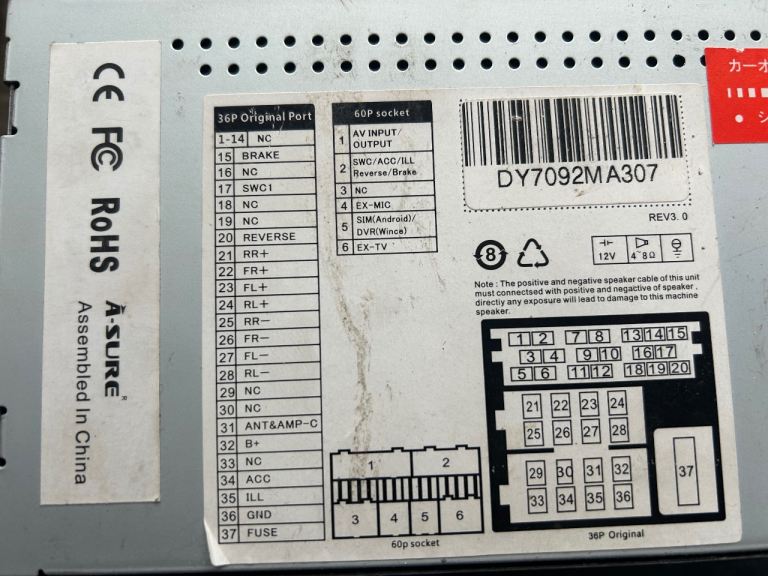 CE FC RoHS A-SURE®
Assembled In China
36P Original Port
1-14 NC
15 BRAKE
16 NC
17 SWC1
18 NC
19 NC
20 REVERSE
21 RR+
22 FR+
23 FL+
24 RL+
25 RR-
26 FR-
27 FL-
28 RL-
29 NC
30 NC
31 ANT&AMP-C
32 B+
33 NC
34 ACC
35 ILL
36 GND
37 FUSE
60P socket
1 AV INPUT/
OUTPUT
2 SWC/ACC/ILL
Reverse/Brake
3 NC
4 EX-MIC
5 SIM(Android)/
DVR(Wince)
6 EX-TV
1 2
3 4 5 6
60p socket
DY7092MA307
REV3.0
8
12V 4~8Ω
Note : The positive and negative speaker cable of this unit
must connectsed with positive and negactive of speaker ,
directly any exposure will lead to damage to this machine
speaker.
1 2 7 8 13 14 15
3 4 9 10 16 17
5 6 11 12 18 19 20
21 22 23 24
25 26 27 28
29 30 31 32
33 34 35 36
37
36P Original
カーオ